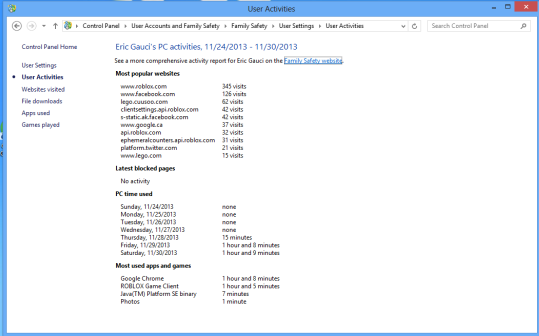 User Activities
Control Panel › User Accounts and Family Safety › Family Safety › User Settings › User Activities
Search Control Panel
Control Panel Home
User Settings
User Activities
Websites visited
File downloads
Apps used
Games played
Eric Gauci's PC activities, 11/24/2013 - 11/30/2013
See a more comprehensive activity report for Eric Gauci on the Family Safety website.
Most popular websites
www.roblox.com 345 visits
www.facebook.com 126 visits
lego.cuusoo.com 62 visits
clientsettings.api.roblox.com 42 visits
s-static.ak.facebook.com 42 visits
www.google.ca 37 visits
api.roblox.com 32 visits
ephemeralcounters.api.roblox.com 31 visits
platform.twitter.com 21 visits
www.lego.com 15 visits
Latest blocked pages
No activity
PC time used
Sunday, 11/24/2013 none
Monday, 11/25/2013 none
Tuesday, 11/26/2013 none
Wednesday, 11/27/2013 none
Thursday, 11/28/2013 15 minutes
Friday, 11/29/2013 1 hour and 8 minutes
Saturday, 11/30/2013 1 hour and 9 minutes
Most used apps and games
Google Chrome 1 hour and 8 minutes
ROBLOX Game Client 1 hour and 5 minutes
Java(TM) Platform SE binary 7 minutes
Photos 1 minute